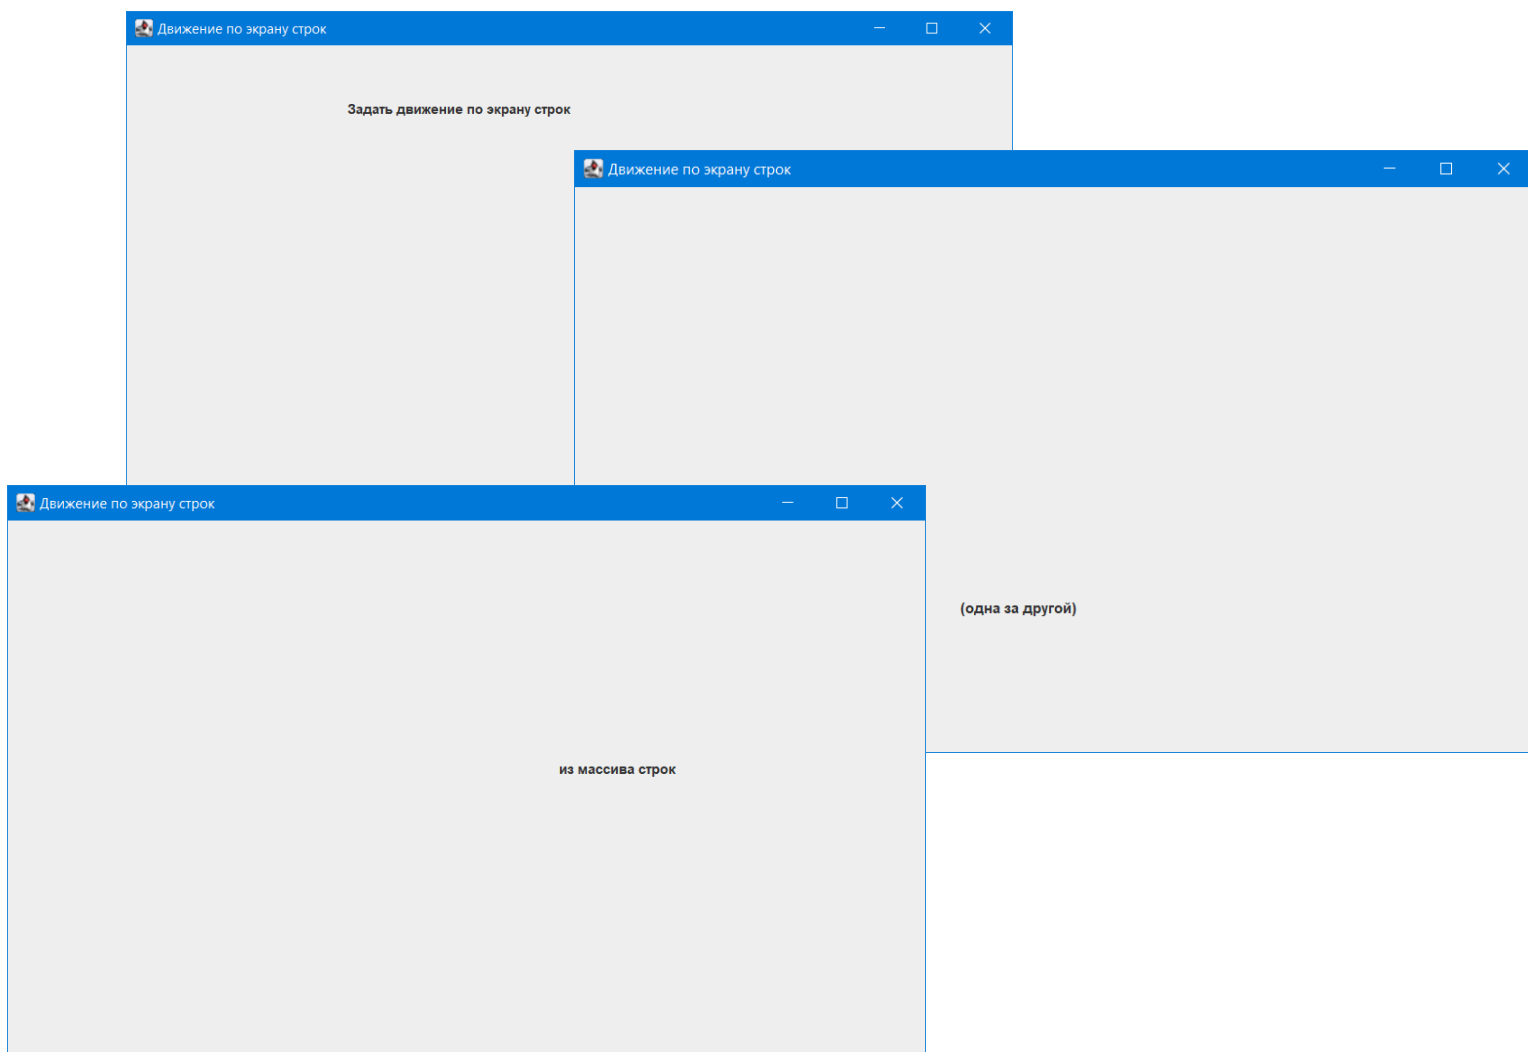 Движение по экрану строк
Задать движение по экрану строк
Движение по экрану строк
(одна за другой)
Движение по экрану строк
из массива строк